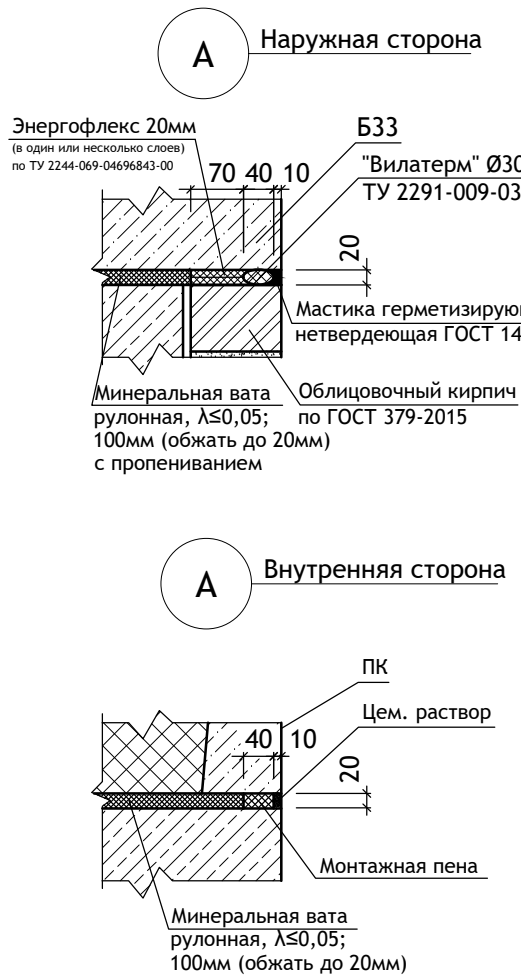 А
Наружная сторона
Энергофлекс 20мм
(в один или несколько слоев)
по ТУ 2244-069-04696843-00
Б33
"Вилатерм" Ø30
ТУ 2291-009-03
70 40 10
20
Мастика герметизирую
нетвердеющая ГОСТ 14
Минеральная вата
рулонная, λ≤0,05;
100мм (обжать до 20мм)
с пропениванием
Облицовочный кирпич
по ГОСТ 379-2015
А
Внутренняя сторона
ПК
Цем. раствор
40 10
20
Монтажная пена
Минеральная вата
рулонная, λ≤0,05;
100мм (обжать до 20мм)